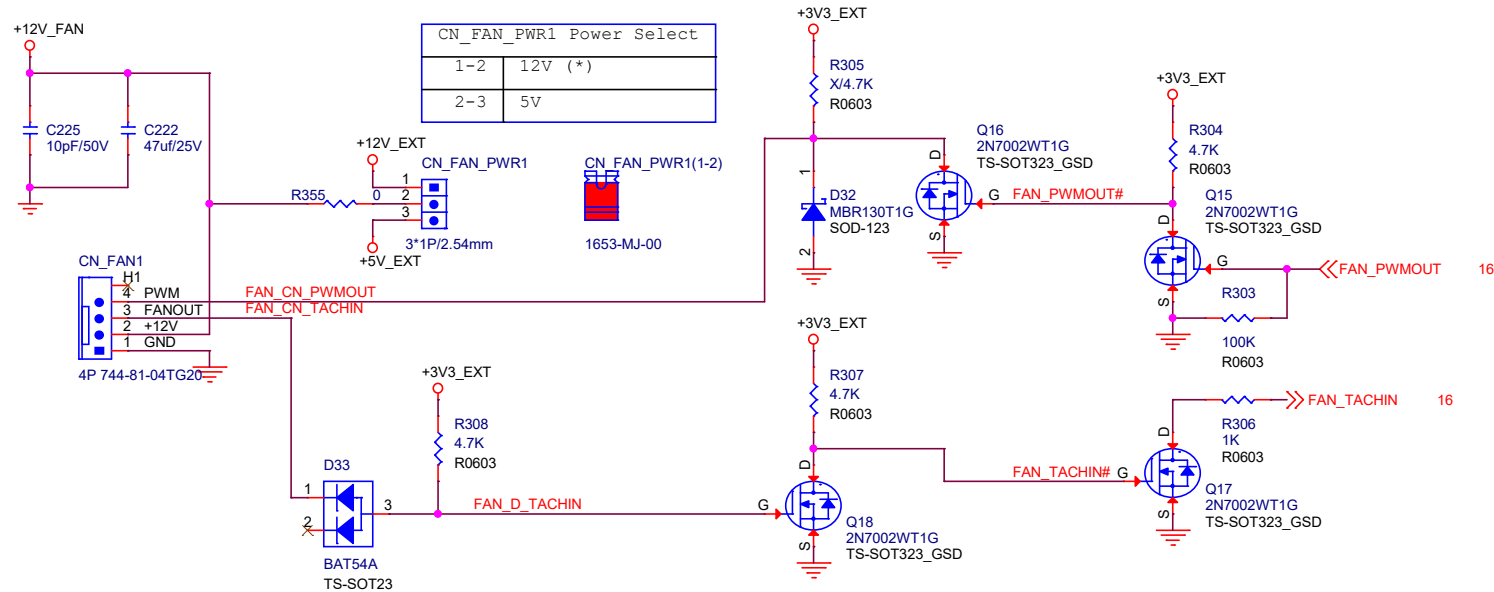 +12V_FAN
C225
10pF/50V
C222
47uf/25V
CN_FAN_PWR1 Power Select
1-2 12V (*)
2-3 5V
+12V_EXT
CN_FAN_PWR1
1
2
3
R355 0
3*1P/2.54mm
+5V_EXT
CN_FAN_PWR1(1-2)
1653-MJ-00
+3V3_EXT
R305
X/4.7K
R0603
1
D32
MBR130T1G
SOD-123
2
Q16
2N7002WT1G
TS-SOT323_GSD
D
G
S
FAN_PWMOUT#
+3V3_EXT
R304
4.7K
R0603
Q15
2N7002WT1G
TS-SOT323_GSD
D
G
S
FAN_PWMOUT 16
R303
100K
R0603
CN_FAN1
H1
4 PWM FAN_CN_PWMOUT
3 FANOUT FAN_CN_TACHIN
2 +12V
1 GND
4P 744-81-04TG20
+3V3_EXT
R308
4.7K
R0603
D33
1
2
3
BAT54A
TS-SOT23
FAN_D_TACHIN
+3V3_EXT
R307
4.7K
R0603
D
G
S
Q18
2N7002WT1G
TS-SOT323_GSD
FAN_TACHIN#
G
D
S
R306
1K
R0603
FAN_TACHIN 16
Q17
2N7002WT1G
TS-SOT323_GSD